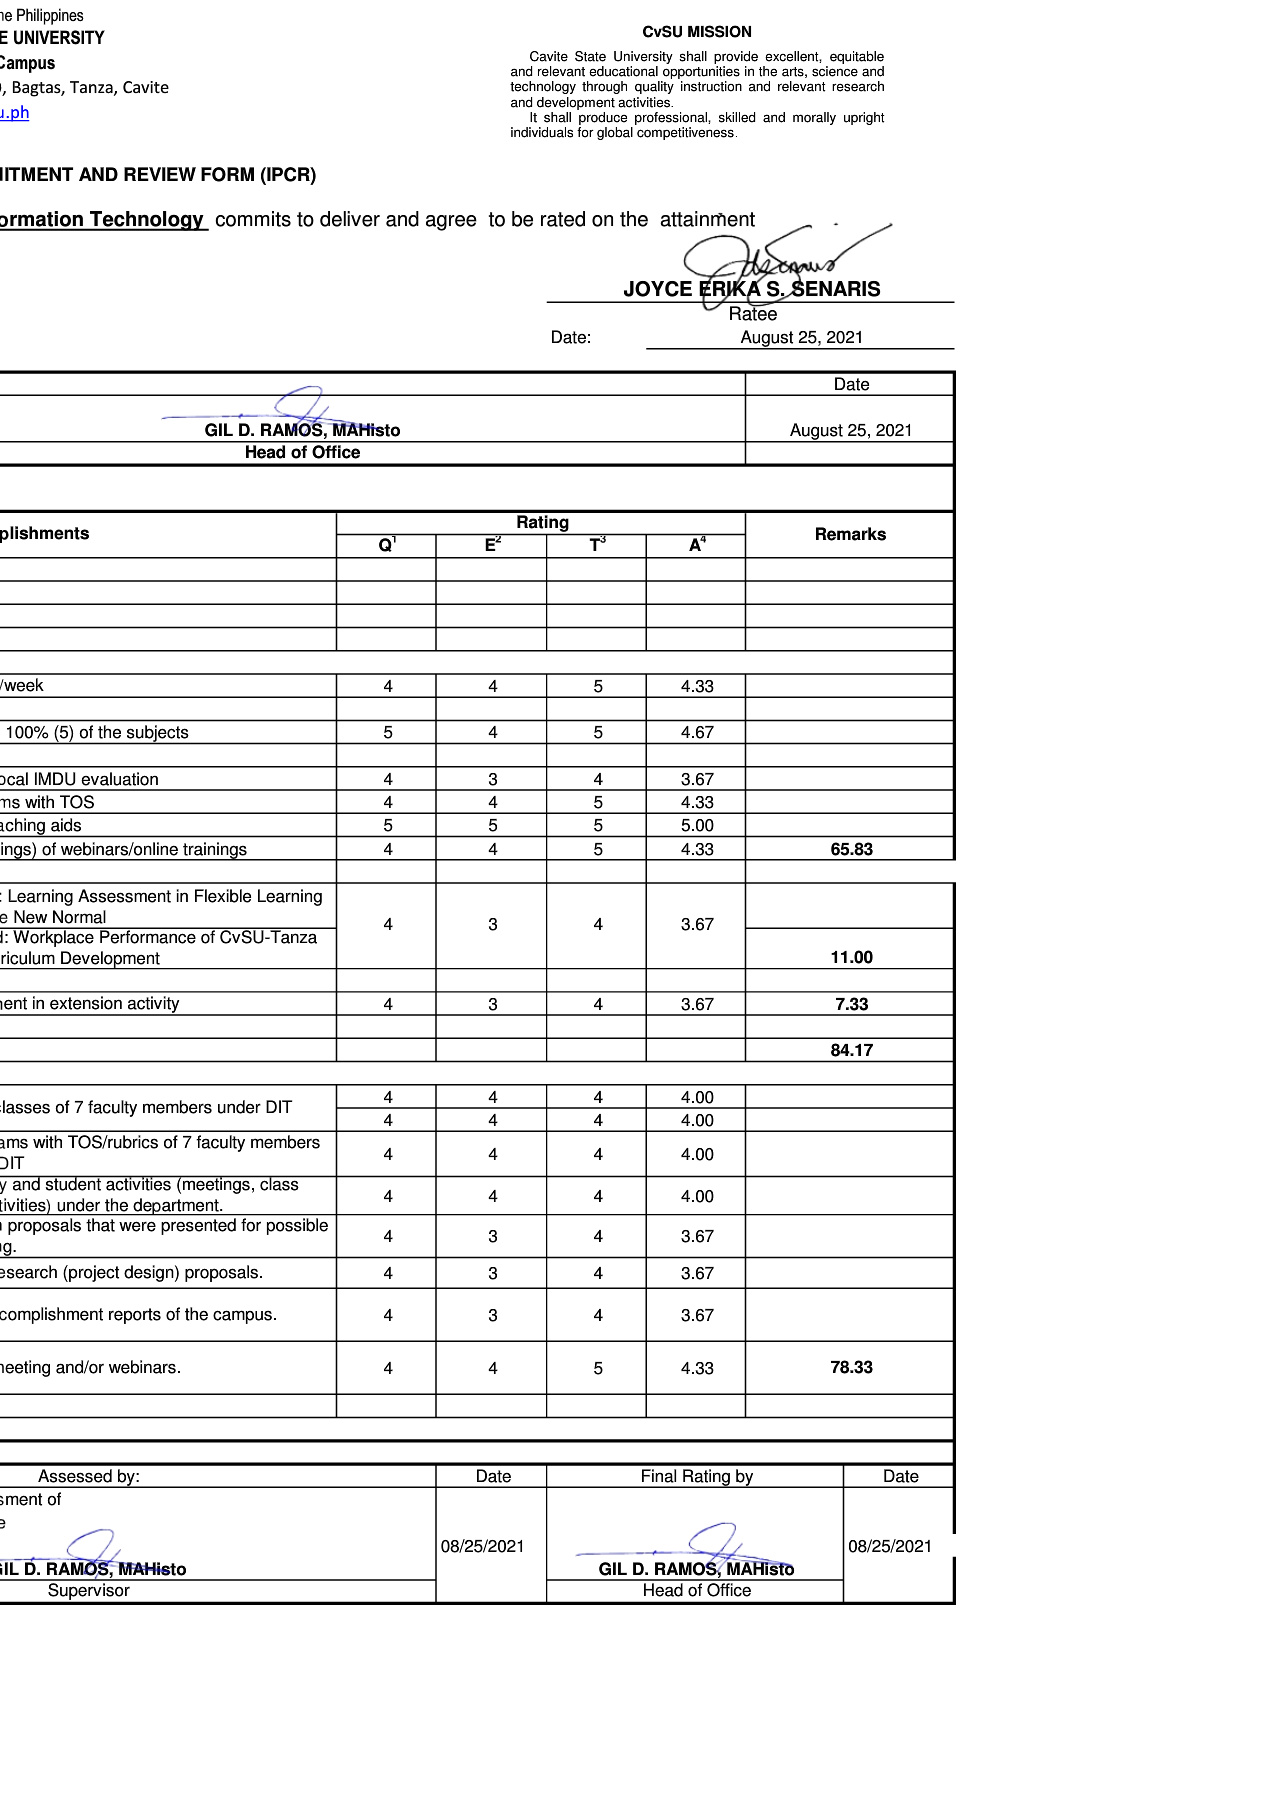 ne Philippines
E UNIVERSITY
Campus
), Bagtas, Tanza, Cavite
u.ph
CvSU MISSION
Cavite State University shall provide excellent, equitable
and relevant educational opportunities in the arts, science and
technology through quality instruction and relevant research
and development activities.
It shall produce professional, skilled and morally upright
individuals for global competitiveness.
MITMENT AND REVIEW FORM (IPCR)
ormation Technology commits to deliver and agree to be rated on the attainment
JOYCE ERIKA S. SENARIS
Ratee
Date: August 25, 2021
Date
GIL D. RAMOS, MAHisto August 25, 2021
Head of Office
plishments Rating Remarks
Q¹ E² T³ A⁴
/week 4 4 5 4.33
100% (5) of the subjects 5 4 5 4.67
ocal IMDU evaluation 4 3 4 3.67
ms with TOS 4 4 5 4.33
aching aids 5 5 5 5.00
ings) of webinars/online trainings 4 4 5 4.33 65.83
: Learning Assessment in Flexible Learning
e New Normal 4 3 4 3.67
d: Workplace Performance of CvSU-Tanza
riculum Development 11.00
nent in extension activity 4 3 4 3.67 7.33
84.17
classes of 7 faculty members under DIT 4 4 4 4.00
4 4 4 4.00
ams with TOS/rubrics of 7 faculty members
DIT 4 4 4 4.00
y and student activities (meetings, class
tivities) under the department. 4 4 4 4.00
n proposals that were presented for possible
ng. 4 3 4 3.67
esearch (project design) proposals. 4 3 4 3.67
complishment reports of the campus. 4 3 4 3.67
neeting and/or webinars. 4 4 5 4.33 78.33
Assessed by: Date Final Rating by Date
sment of
e
08/25/2021 08/25/2021
GIL D. RAMOS, MAHisto GIL D. RAMOS, MAHisto
Supervisor Head of Office